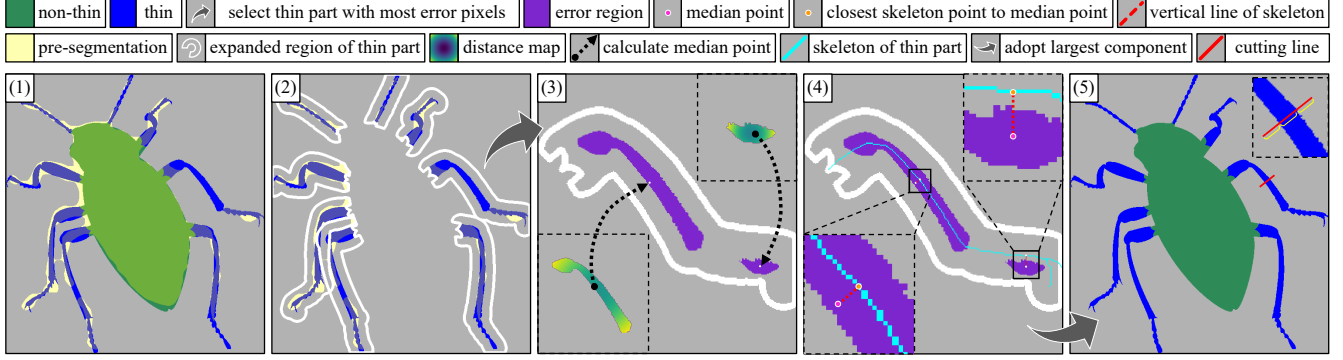 non-thin thin select thin part with most error pixels error region median point closest skeleton point to median point vertical line of skeleton
pre-segmentation expanded region of thin part distance map calculate median point skeleton of thin part adopt largest component cutting line
(1) (2) (3) (4) (5)